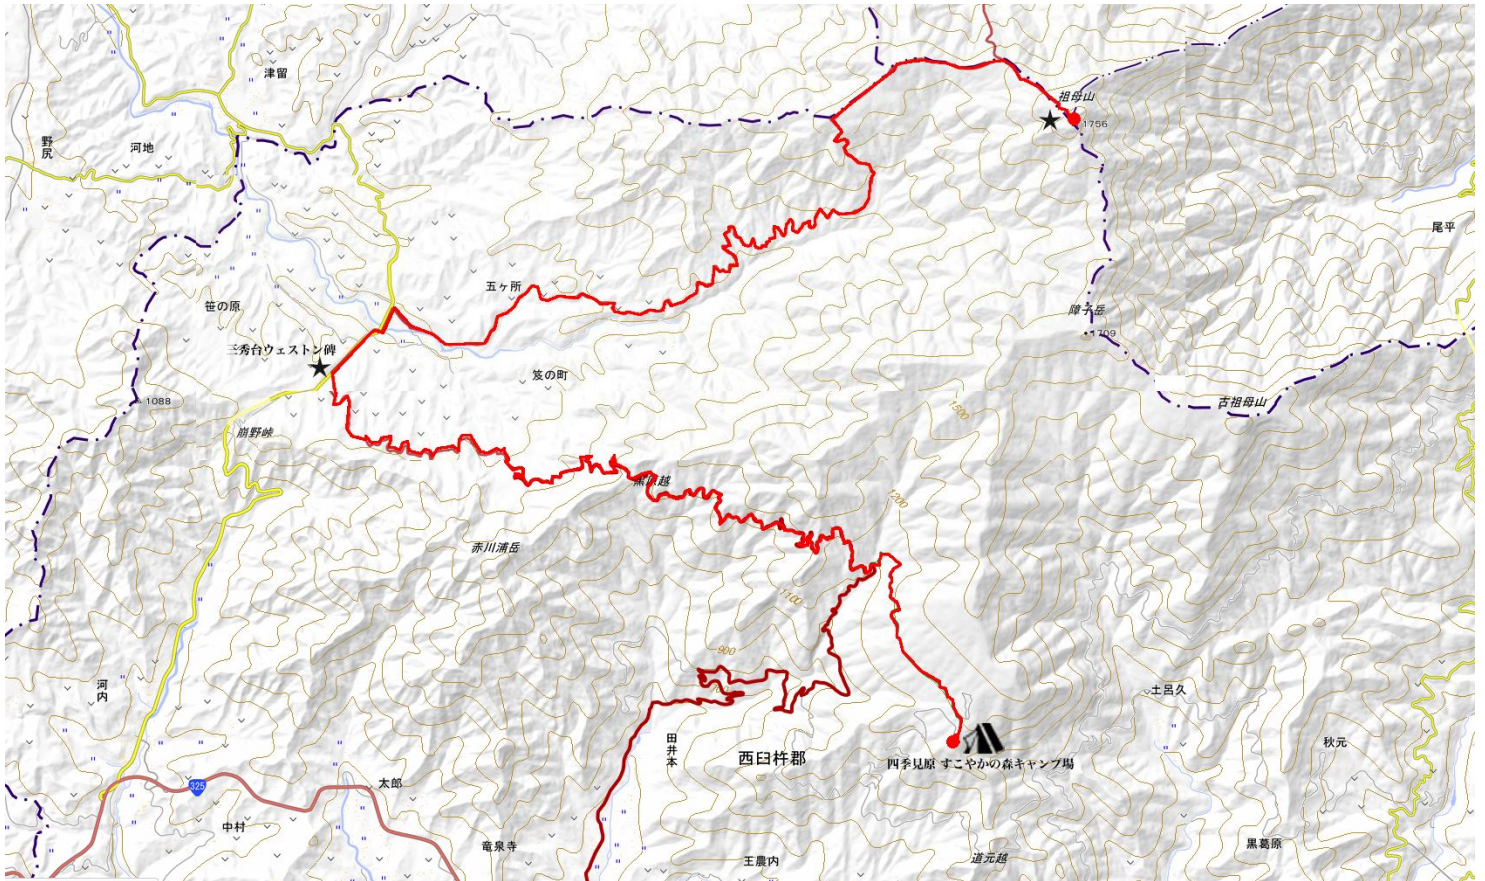 津留
野尻
河地
祖母山
1756
尾平
五ヶ所
笹の原
障子岳
1709
三秀台ウェストン碑
笈の町
1088
古祖母山
1500
崩野峠
黒原越
1200
赤川浦岳
1100
900
河内
土呂久
田井本
西臼杵郡
秋元
四季見原 すこやかの森キャンプ場
太郎
325
中村
竜泉寺
王農内
道元越
黒葛原